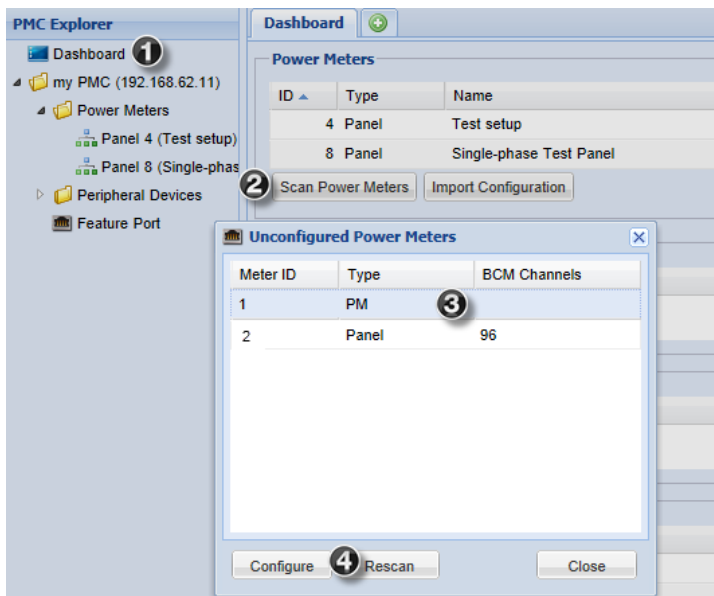 PMC Explorer
Dashboard 1
my PMC (192.168.62.11)
Power Meters
Panel 4 (Test setup)
Panel 8 (Single-phas
Peripheral Devices
Feature Port
Dashboard
Power Meters
ID Type Name
4 Panel Test setup
8 Panel Single-phase Test Panel
2 Scan Power Meters Import Configuration
Unconfigured Power Meters
Meter ID Type BCM Channels
1 PM 3
2 Panel 96
Configure 4 Rescan Close